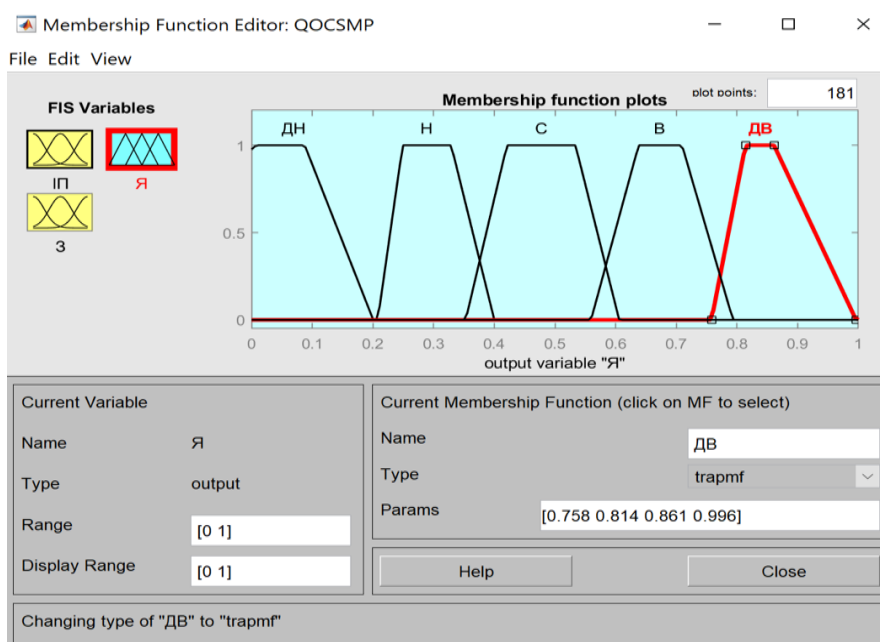 Membership Function Editor: QOCSMP
File Edit View
FIS Variables
ІП
Я
З
Membership function plots
plot points:
181
ДН
Н
С
В
ДВ
1
0.5
0
0 0.1 0.2 0.3 0.4 0.5 0.6 0.7 0.8 0.9 1
output variable "Я"
Current Variable
Name Я
Type output
Range [0 1]
Display Range [0 1]
Current Membership Function (click on MF to select)
Name ДВ
Type trapmf
Params [0.758 0.814 0.861 0.996]
Help Close
Changing type of "ДВ" to "trapmf"